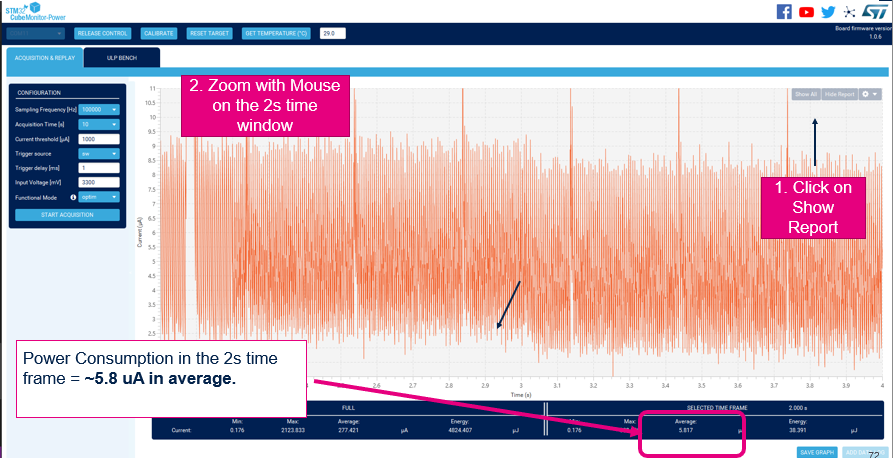 STM32
CubeMonitor-Power
RELEASE CONTROL
CALIBRATE
RESET TARGET
GET TEMPERATURE (°C)
29.0
Board firmware version
1.0.6
ACQUISITION & REPLAY
ULP BENCH
CONFIGURATION
Sampling Frequency [Hz] 100000
Acquisition Time [s] 10
Current threshold [µA] 1000
Trigger source sw
Trigger delay [ms] 1
Input Voltage [mV] 3300
Functional Mode optim
START ACQUISITION
2. Zoom with Mouse
on the 2s time
window
Show All
Hide Report
1. Click on
Show
Report
Current (µA)
11
10.5
10
9.5
9
8.5
8
7.5
7
6.5
6
5.5
5
4.5
4
3.5
3
2.5
Power Consumption in the 2s time
frame = ~5.8 uA in average.
2.6 2.7 2.8 2.9 3 3.1 3.2 3.3 3.4 3.5 3.6 3.7 3.8 3.9 4
Time (s)
FULL
SELECTED TIME FRAME 2.000 s
Min: Max: Average: Energy:
Current: 0.176 2123.833 277.421 µA 4824.407 µJ
Max: Average: Energy:
0.176 5.817 38.391 µJ
SAVE GRAPH
72